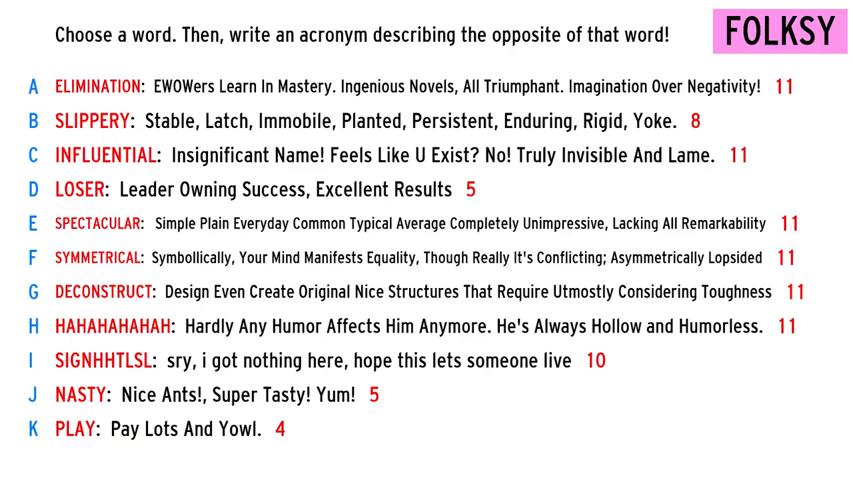 Choose a word. Then, write an acronym describing the opposite of that word!
FOLKSY
A ELIMINATION: EWOWers Learn In Mastery. Ingenious Novels, All Triumphant. Imagination Over Negativity! 11
B SLIPPERY: Stable, Latch, Immobile, Planted, Persistent, Enduring, Rigid, Yoke. 8
C INFLUENTIAL: Insignificant Name! Feels Like U Exist? No! Truly Invisible And Lame. 11
D LOSER: Leader Owning Success, Excellent Results 5
E SPECTACULAR: Simple Plain Everyday Common Typical Average Completely Unimpressive, Lacking All Remarkability 11
F SYMMETRICAL: Symbollically, Your Mind Manifests Equality, Though Really It's Conflicting; Asymmetrically Lopsided 11
G DECONSTRUCT: Design Even Create Original Nice Structures That Require Utmostly Considering Toughness 11
H HAHAHAHAHAH: Hardly Any Humor Affects Him Anymore. He's Always Hollow and Humorless. 11
I SIGNHHTLSL: sry, i got nothing here, hope this lets someone live 10
J NASTY: Nice Ants!, Super Tasty! Yum! 5
K PLAY: Pay Lots And Yowl. 4